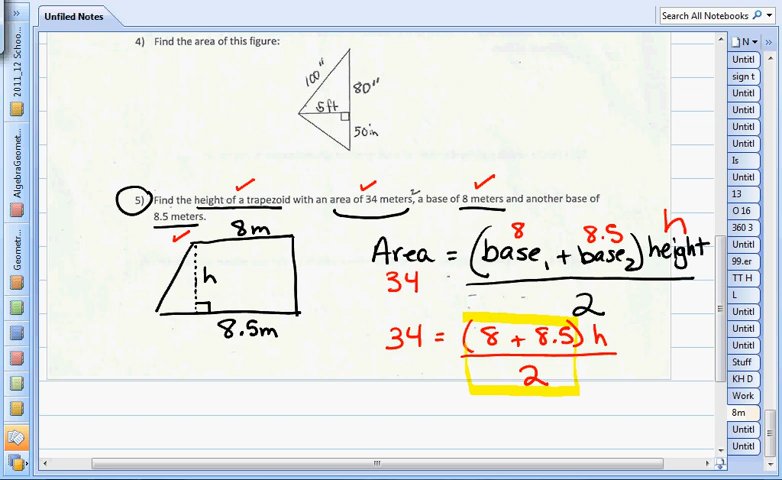 Unfiled Notes
Search All Notebooks
2011_12 Schoo...
AlgebraGeomet...
Geometr...
N
Untitl
sign t
Untitl
Untitl
Untitl
Untitl
Is
Untitl
13
O 16
360 3
Untitl
99.er
TT H
L
Untitl
Untitl
Untitl
Stuff
KH D
Work
8m
Untitl
Untitl
4) Find the area of this figure:
100"
80"
5ft
50in
5) Find the height of a trapezoid with an area of 34 meters,² a base of 8 meters and another base of
8.5 meters.
8m
h
8.5m
8 8.5 h
Area = (base₁ + base₂) height
34
2
34 = (8 + 8.5) h
2